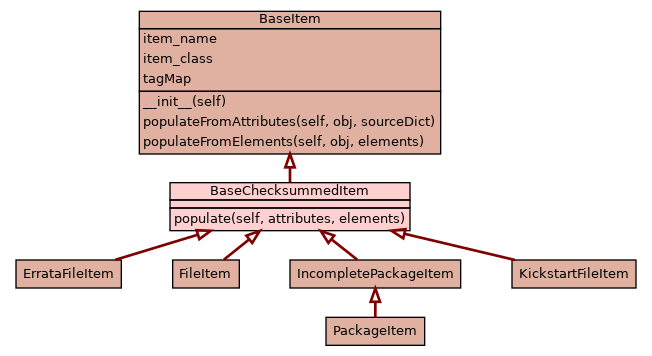 BaseItem
item_name
item_class
tagMap
__init__(self)
populateFromAttributes(self, obj, sourceDict)
populateFromElements(self, obj, elements)
BaseChecksummedItem
populate(self, attributes, elements)
ErrataFileItem
FileItem
IncompletePackageItem
KickstartFileItem
PackageItem